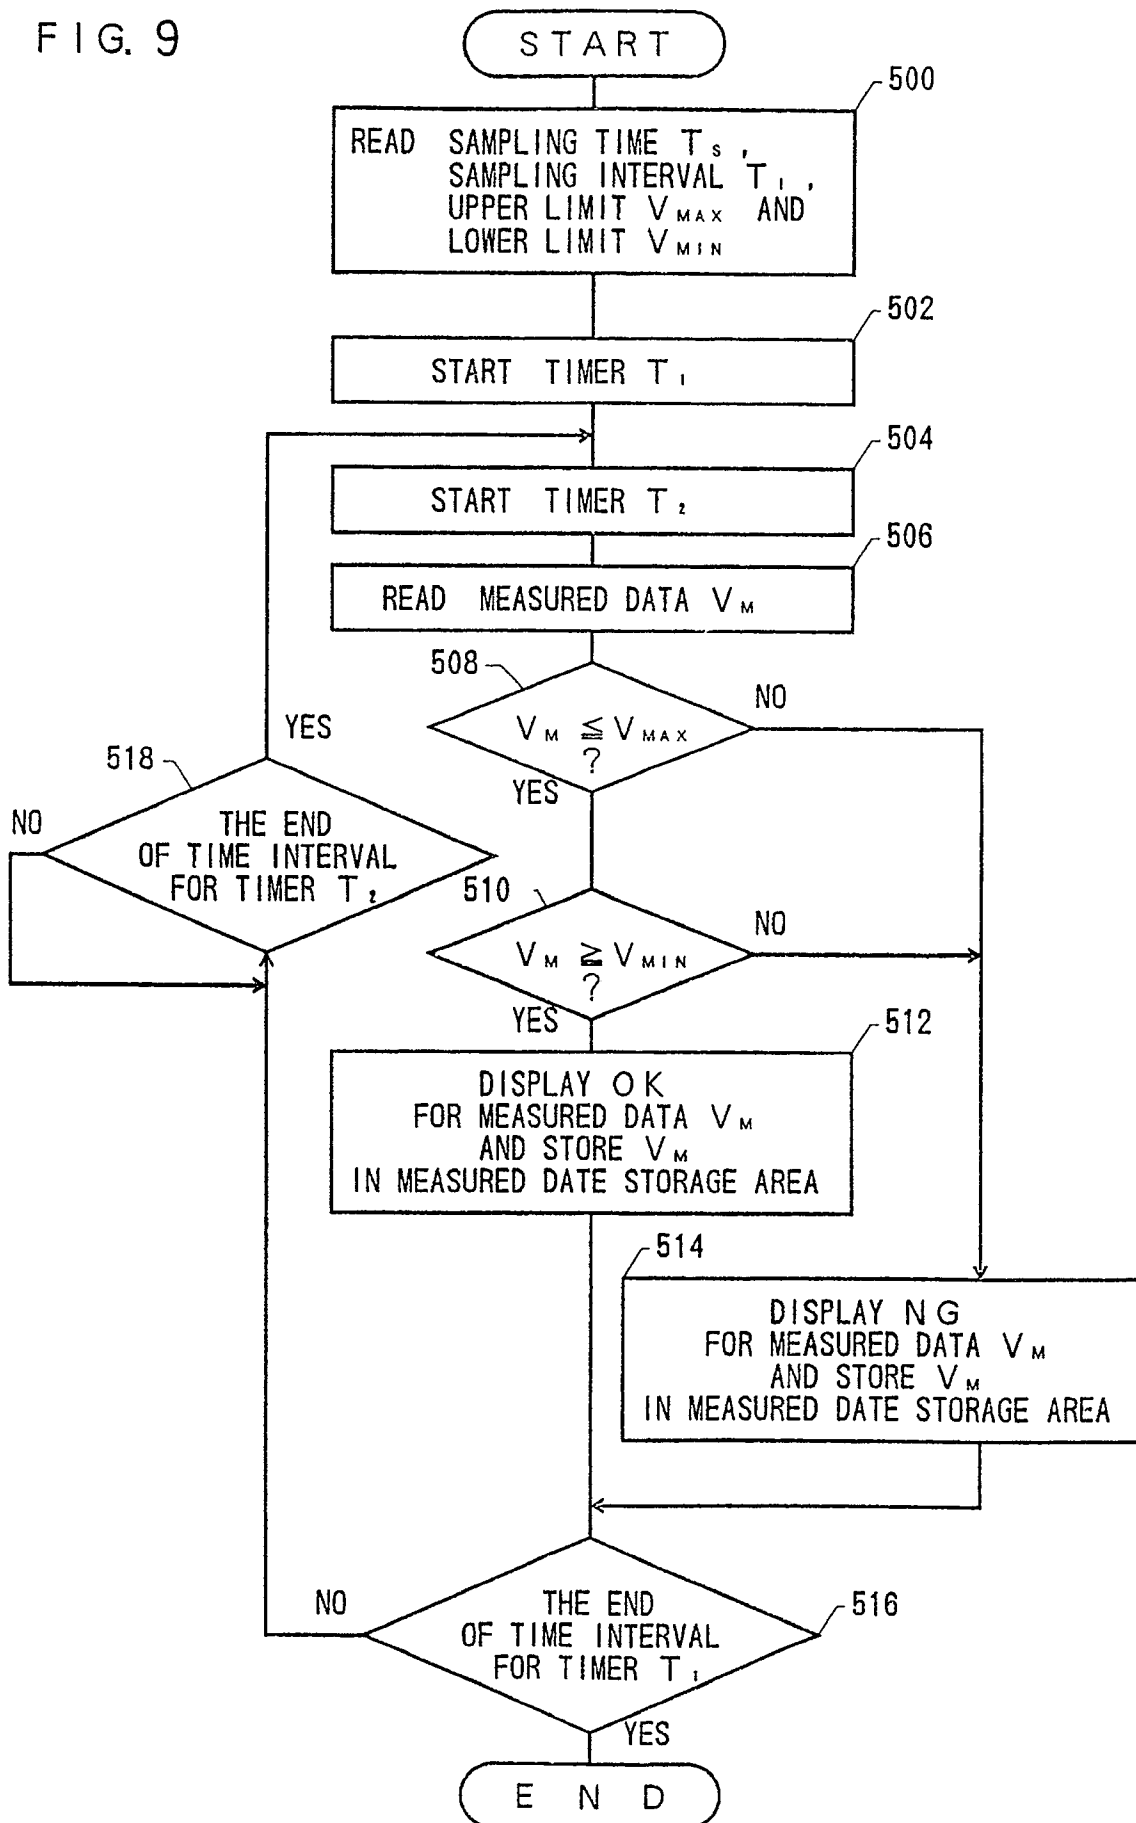 FIG. 9
START
500
READ SAMPLING TIME Ts,
SAMPLING INTERVAL TI,
UPPER LIMIT VMAX AND
LOWER LIMIT VMIN
502
START TIMER T1
504
START TIMER T2
506
READ MEASURED DATA VM
508
VM ≦ VMAX
?
NO
YES
518
YES
NO
THE END
OF TIME INTERVAL
FOR TIMER T2
510
VM ≧ VMIN
?
NO
YES
512
DISPLAY OK
FOR MEASURED DATA VM
AND STORE VM
IN MEASURED DATE STORAGE AREA
514
DISPLAY NG
FOR MEASURED DATA VM
AND STORE VM
IN MEASURED DATE STORAGE AREA
516
NO
THE END
OF TIME INTERVAL
FOR TIMER T1
YES
END